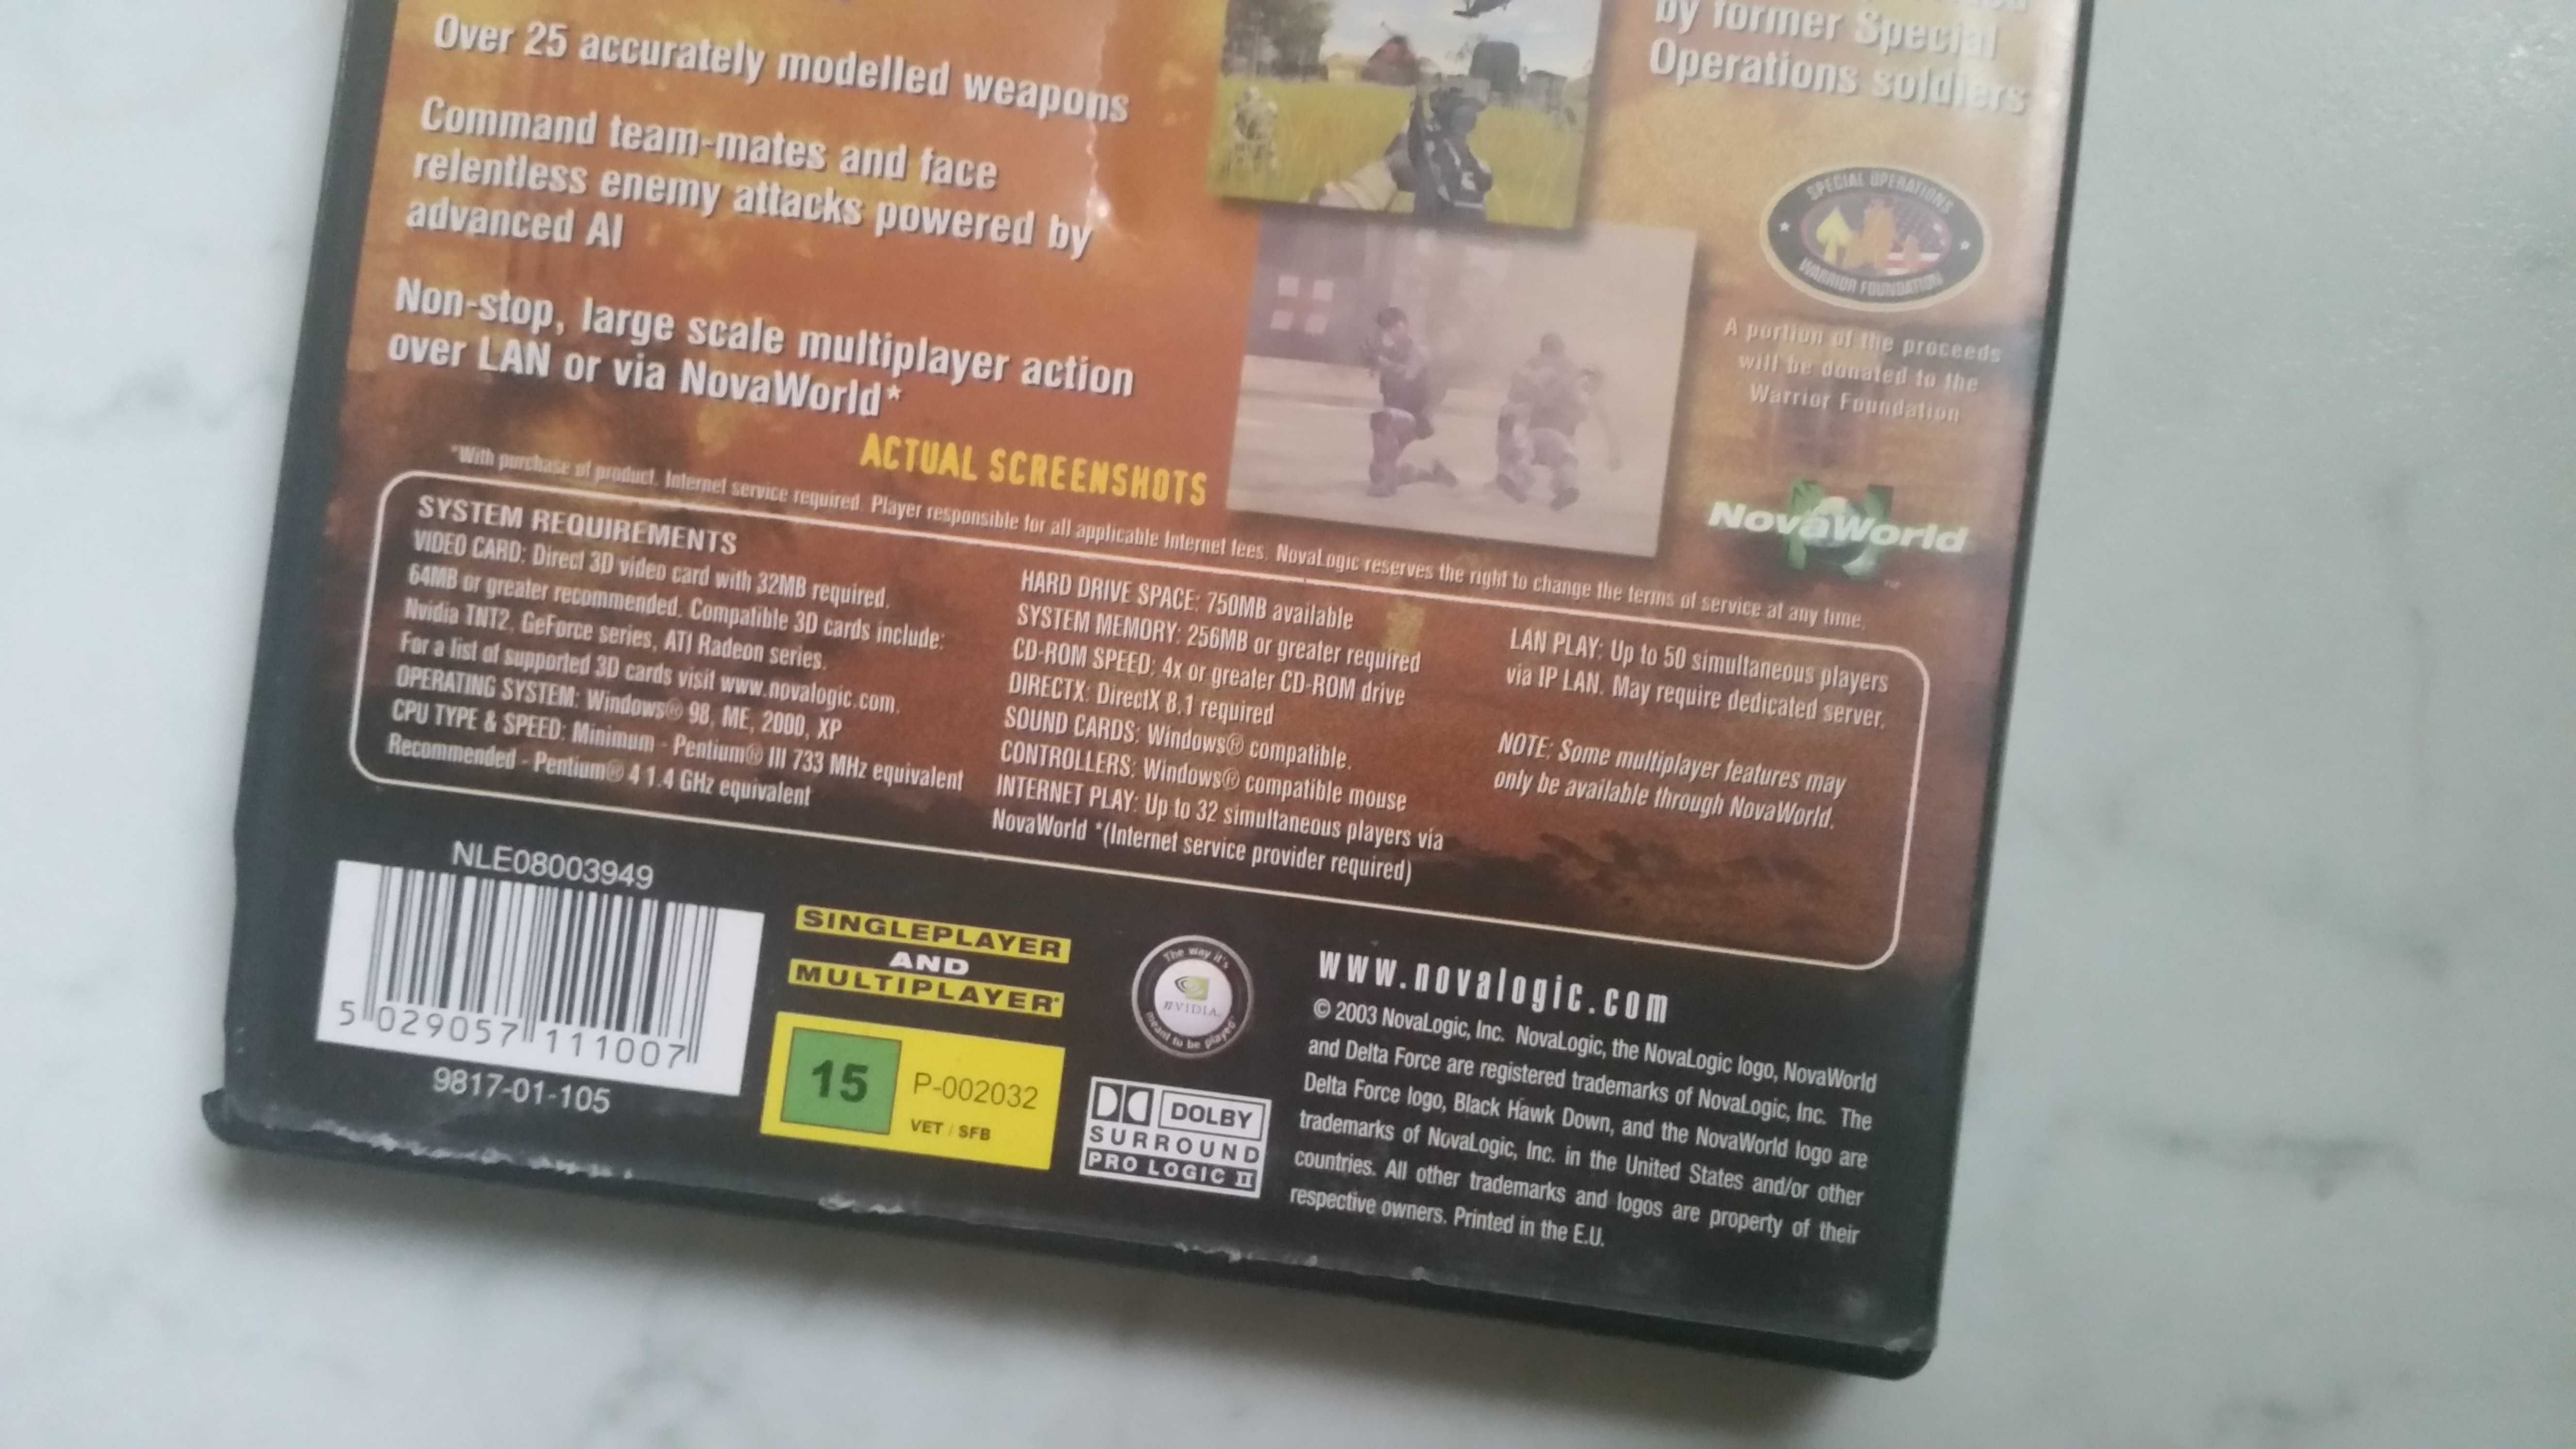 Over 25 accurately modelled weapons
Command team-mates and face
relentless enemy attacks powered by
advanced AI
Non-stop, large scale multiplayer action
over LAN or via NovaWorld*
ACTUAL SCREENSHOTS
by former Special
Operations soldiers
SPECIAL OPERATIONS
WARRIOR FOUNDATION
A portion of the proceeds
will be donated to the
Warrior Foundation
NovaWorld
*With purchase of product. Internet service required. Player responsible for all applicable Internet fees. NovaLogic reserves the right to change the terms of service at any time.
SYSTEM REQUIREMENTS
VIDEO CARD: Direct 3D video card with 32MB required.
64MB or greater recommended. Compatible 3D cards include:
Nvidia TNT2, GeForce series, ATI Radeon series.
For a list of supported 3D cards visit www.novalogic.com.
OPERATING SYSTEM: Windows® 98, ME, 2000, XP
CPU TYPE & SPEED: Minimum - Pentium® III 733 MHz equivalent
Recommended - Pentium® 4 1.4 GHz equivalent
HARD DRIVE SPACE: 750MB available
SYSTEM MEMORY: 256MB or greater required
CD-ROM SPEED: 4x or greater CD-ROM drive
DIRECTX: DirectX 8.1 required
SOUND CARDS: Windows® compatible.
CONTROLLERS: Windows® compatible mouse
INTERNET PLAY: Up to 32 simultaneous players via
NovaWorld *(Internet service provider required)
LAN PLAY: Up to 50 simultaneous players
via IP LAN. May require dedicated server.
NOTE: Some multiplayer features may
only be available through NovaWorld.
NLE08003949
5 029057 111007
9817-01-105
SINGLEPLAYER
AND
MULTIPLAYER*
15 P-002032
VET / SFB
The way it's
nVIDIA.
meant to be played
DOLBY
SURROUND
PRO LOGIC II
www.novalogic.com
© 2003 NovaLogic, Inc. NovaLogic, the NovaLogic logo, NovaWorld
and Delta Force are registered trademarks of NovaLogic, Inc. The
Delta Force logo, Black Hawk Down, and the NovaWorld logo are
trademarks of NovaLogic, Inc. in the United States and/or other
countries. All other trademarks and logos are property of their
respective owners. Printed in the E.U.